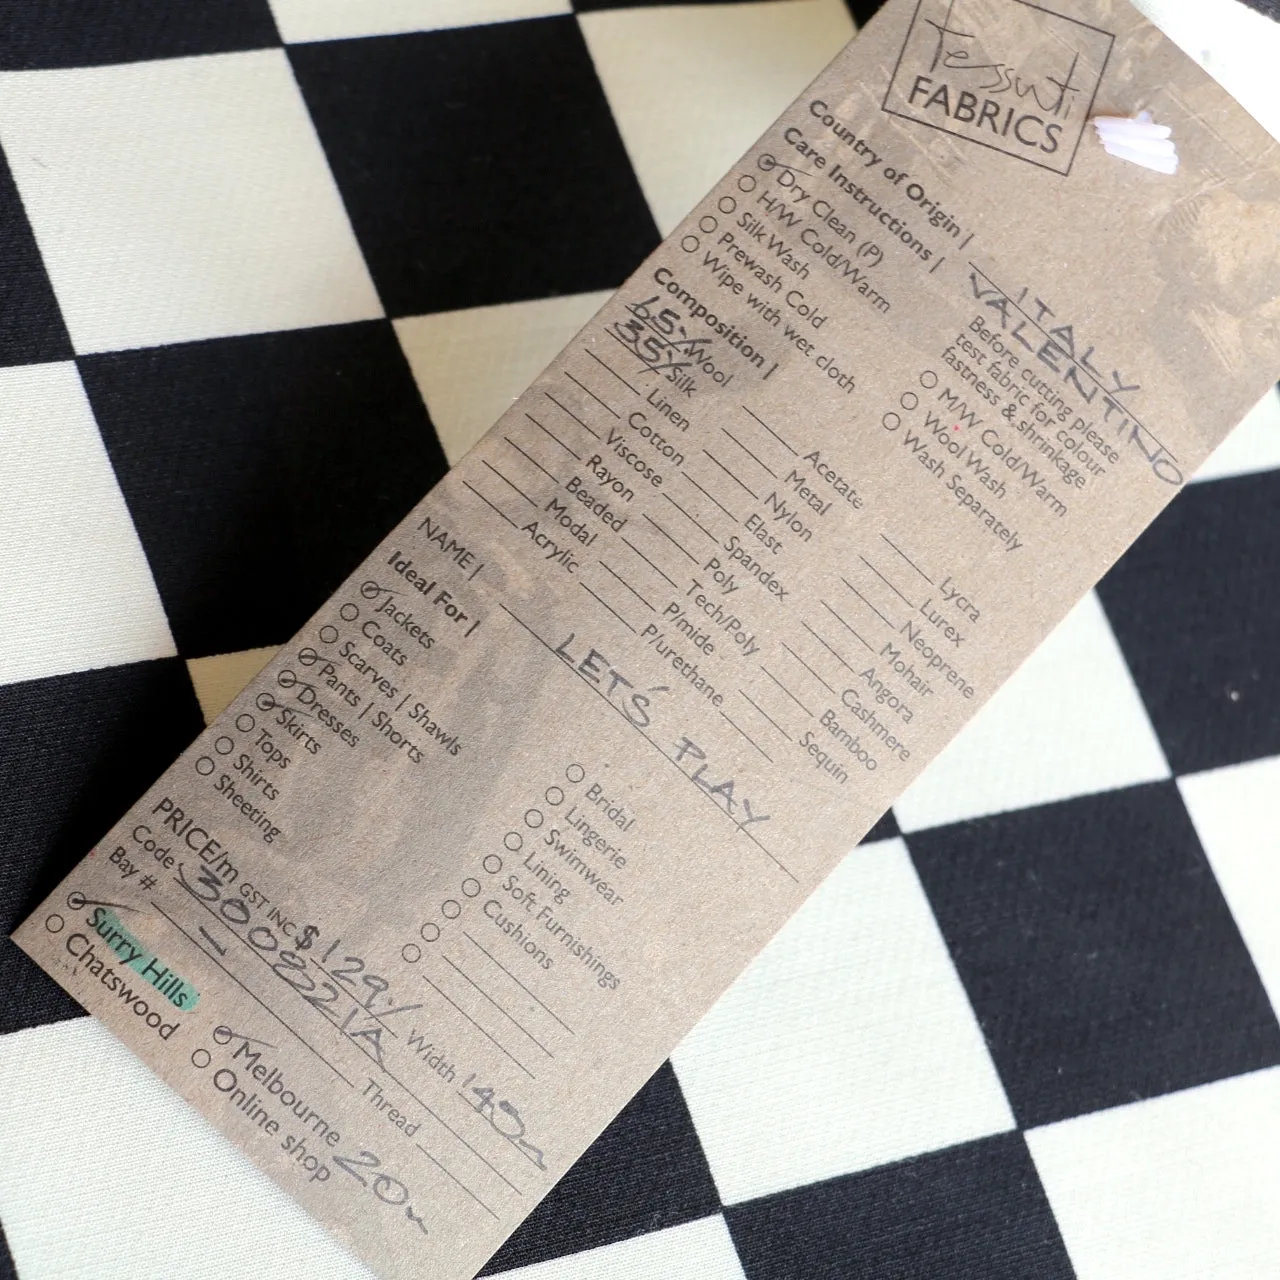 Tessuti
FABRICS
Country of Origin | ITALY
VALENTINO
Care Instructions | Before cutting please
test fabric for colour
fastness & shrinkage
Dry Clean (P)
H/W Cold/Warm
Silk Wash
Prewash Cold
Wipe with wet cloth
M/W Cold/Warm
Wool Wash
Wash Separately
Composition |
65% Wool
35% Silk
Linen
Cotton
Viscose
Rayon
Beaded
Modal
Acrylic
Acetate
Metal
Nylon
Elast
Spandex
Poly
Tech/Poly
P/mide
P/urethane
Lycra
Lurex
Neoprene
Mohair
Angora
Cashmere
Bamboo
Sequin
NAME | LET'S PLAY
Ideal For |
Jackets
Coats
Scarves | Shawls
Pants | Shorts
Dresses
Skirts
Tops
Shirts
Sheeting
Bridal
Lingerie
Swimwear
Lining
Soft Furnishings
Cushions
PRICE/m GST INC $129./ Width 140
Code 3009821A
Bay # – Thread
Surry Hills
Chatswood
Melbourne 20m
Online shop